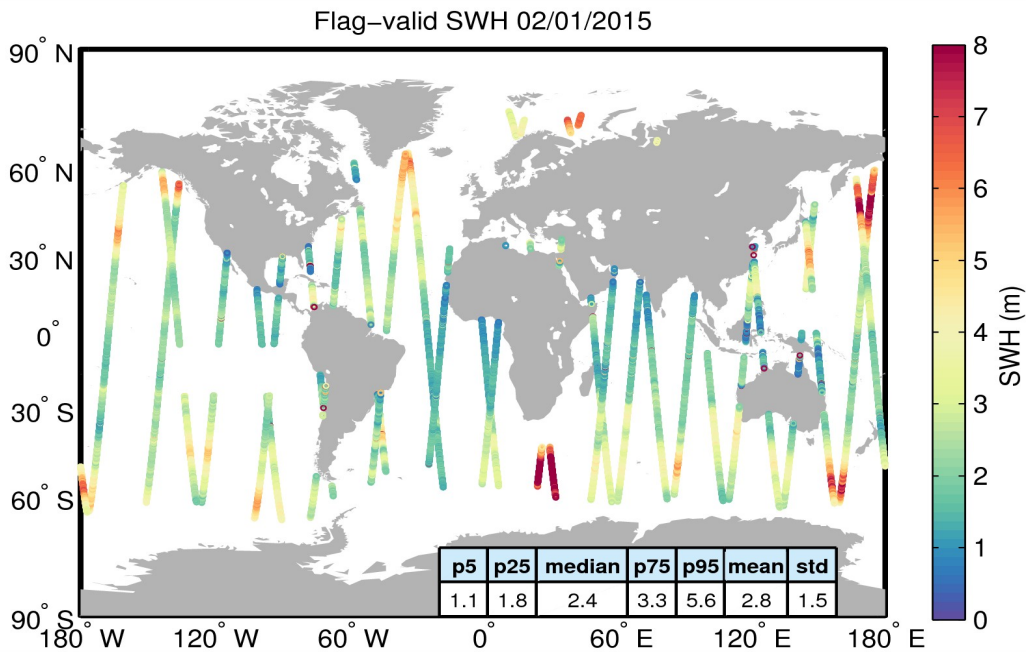 Flag−valid SWH 02/01/2015
90° N
60° N
30° N
0°
30° S
60° S
90° S
180° W
120° W
60° W
0°
60° E
120° E
180° E
p5 p25 median p75 p95 mean std
1.1 1.8 2.4 3.3 5.6 2.8 1.5
8
7
6
5
4
3
2
1
0
SWH (m)